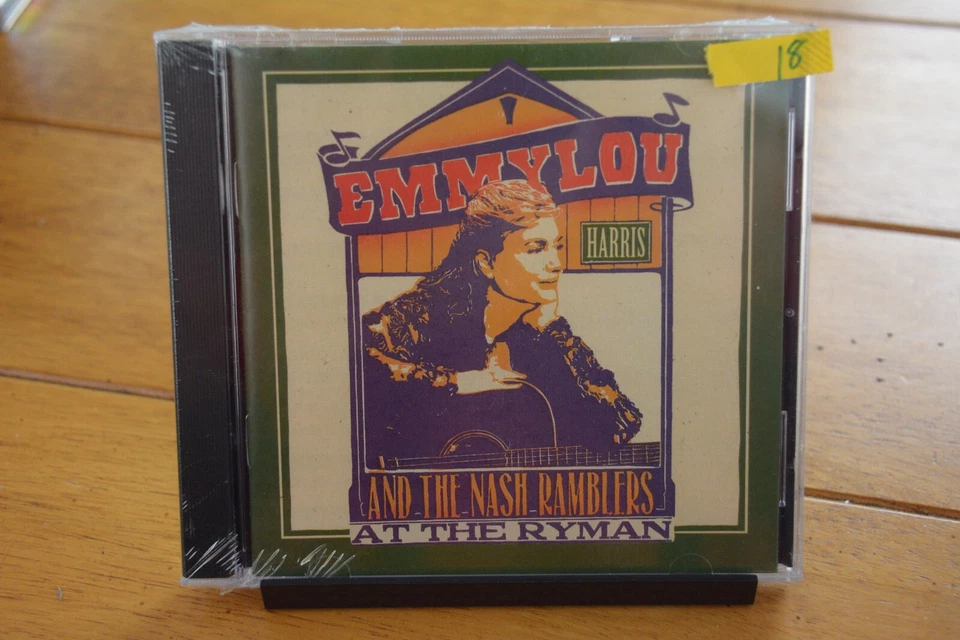 18
EMMYLOU
HARRIS
AND THE NASH RAMBLERS
AT THE RYMAN